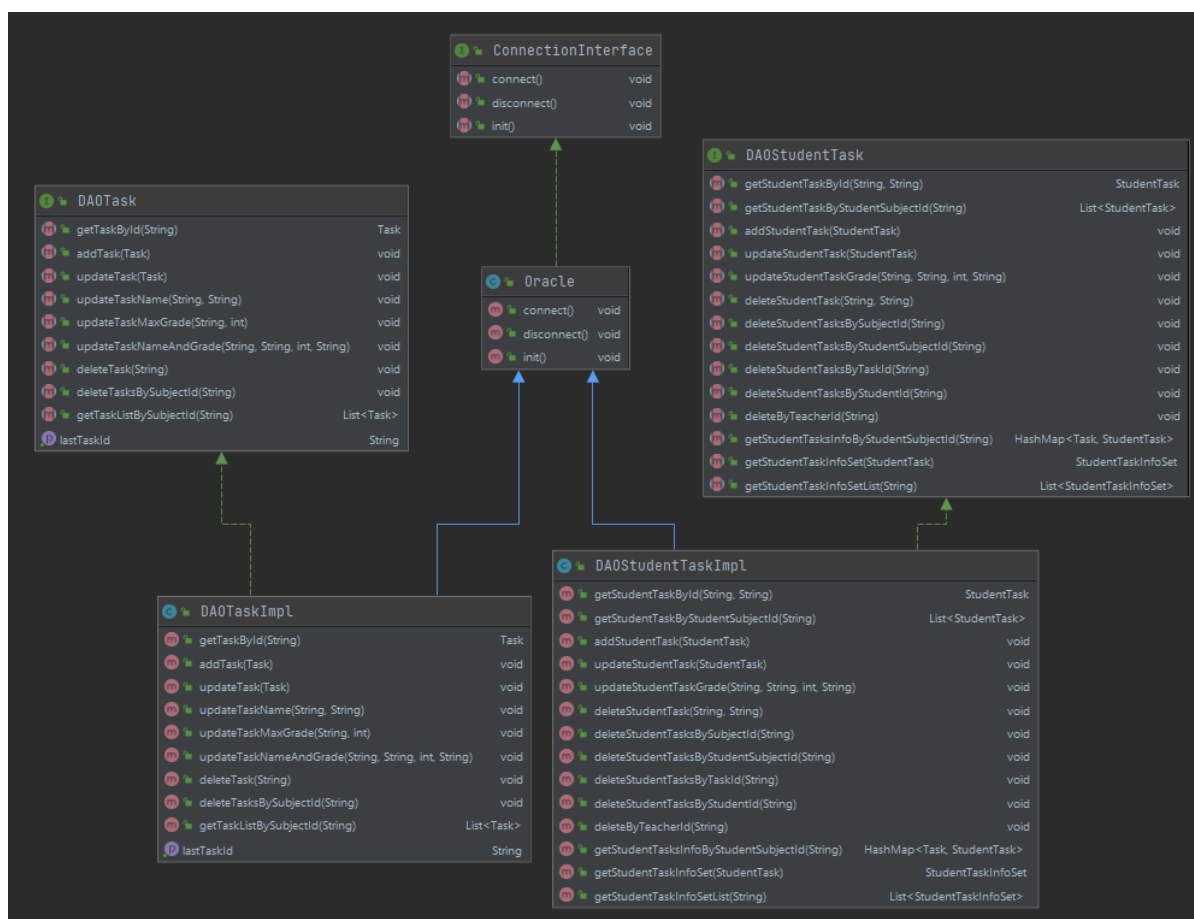 ConnectionInterface
connect() void
disconnect() void
init() void
DAOStudentTask
getStudentTaskById(String, String) StudentTask
getStudentTaskByStudentSubjectId(String) List<StudentTask>
addStudentTask(StudentTask) void
updateStudentTask(StudentTask) void
updateStudentTaskGrade(String, String, int, String) void
deleteStudentTask(String, String) void
deleteStudentTasksBySubjectId(String) void
deleteStudentTasksByStudentSubjectId(String) void
deleteStudentTasksByTaskId(String) void
deleteStudentTasksByStudentId(String) void
deleteByTeacherId(String) void
getStudentTasksInfoByStudentSubjectId(String) HashMap<Task, StudentTask>
getStudentTaskInfoSet(StudentTask) StudentTaskInfoSet
getStudentTaskInfoSetList(String) List<StudentTaskInfoSet>
DAOTask
getTaskById(String) Task
addTask(Task) void
updateTask(Task) void
updateTaskName(String, String) void
updateTaskMaxGrade(String, int) void
updateTaskNameAndGrade(String, String, int, String) void
deleteTask(String) void
deleteTasksBySubjectId(String) void
getTaskListBySubjectId(String) List<Task>
lastTaskId String
Oracle
connect() void
disconnect() void
init() void
DAOTaskImpl
getTaskById(String) Task
addTask(Task) void
updateTask(Task) void
updateTaskName(String, String) void
updateTaskMaxGrade(String, int) void
updateTaskNameAndGrade(String, String, int, String) void
deleteTask(String) void
deleteTasksBySubjectId(String) void
getTaskListBySubjectId(String) List<Task>
lastTaskId String
DAOStudentTaskImpl
getStudentTaskById(String, String) StudentTask
getStudentTaskByStudentSubjectId(String) List<StudentTask>
addStudentTask(StudentTask) void
updateStudentTask(StudentTask) void
updateStudentTaskGrade(String, String, int, String) void
deleteStudentTask(String, String) void
deleteStudentTasksBySubjectId(String) void
deleteStudentTasksByStudentSubjectId(String) void
deleteStudentTasksByTaskId(String) void
deleteStudentTasksByStudentId(String) void
deleteByTeacherId(String) void
getStudentTasksInfoByStudentSubjectId(String) HashMap<Task, StudentTask>
getStudentTaskInfoSet(StudentTask) StudentTaskInfoSet
getStudentTaskInfoSetList(String) List<StudentTaskInfoSet>